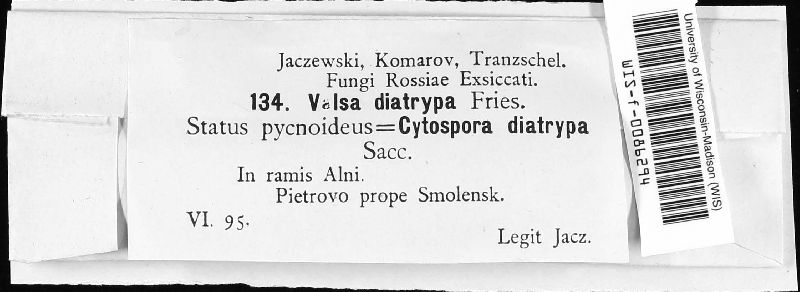 Jaczewski, Komarov, Tranzschel.
Fungi Rossiae Exsiccati.
134. Valsa diatrypa Fries.
Status pycnoideus=Cytospora diatrypa
Sacc.
In ramis Alni.
Pietrovo prope Smolensk.
VI. 95.
Legit Jacz.
University of Wisconsin-Madison (WIS)
WIS-f-0089294